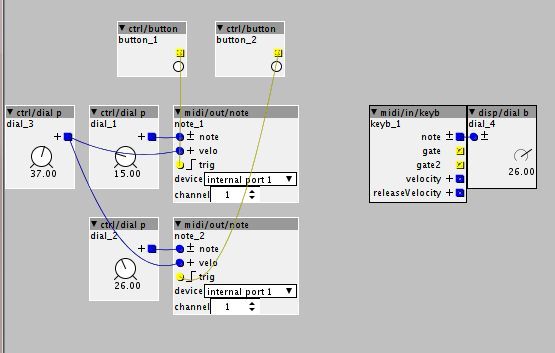 ctrl/button
button_1
ctrl/button
button_2
ctrl/dial p
dial_3
+
37.00
ctrl/dial p
dial_1
+
15.00
midi/out/note
note_1
± note
+ velo
trig
device internal port 1
channel 1
midi/in/keyb
keyb_1
note ±
gate
gate2
velocity +
releaseVelocity +
disp/dial b
dial_4
±
26.00
ctrl/dial p
dial_2
+
26.00
midi/out/note
note_2
± note
+ velo
trig
device internal port 1
channel 1